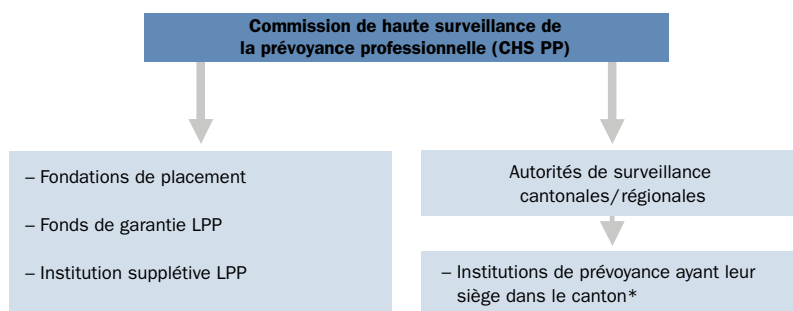 Commission de haute surveillance de
la prévoyance professionnelle (CHS PP)
– Fondations de placement
– Fonds de garantie LPP
– Institution supplétive LPP
Autorités de surveillance
cantonales/régionales
– Institutions de prévoyance ayant leur
siège dans le canton*